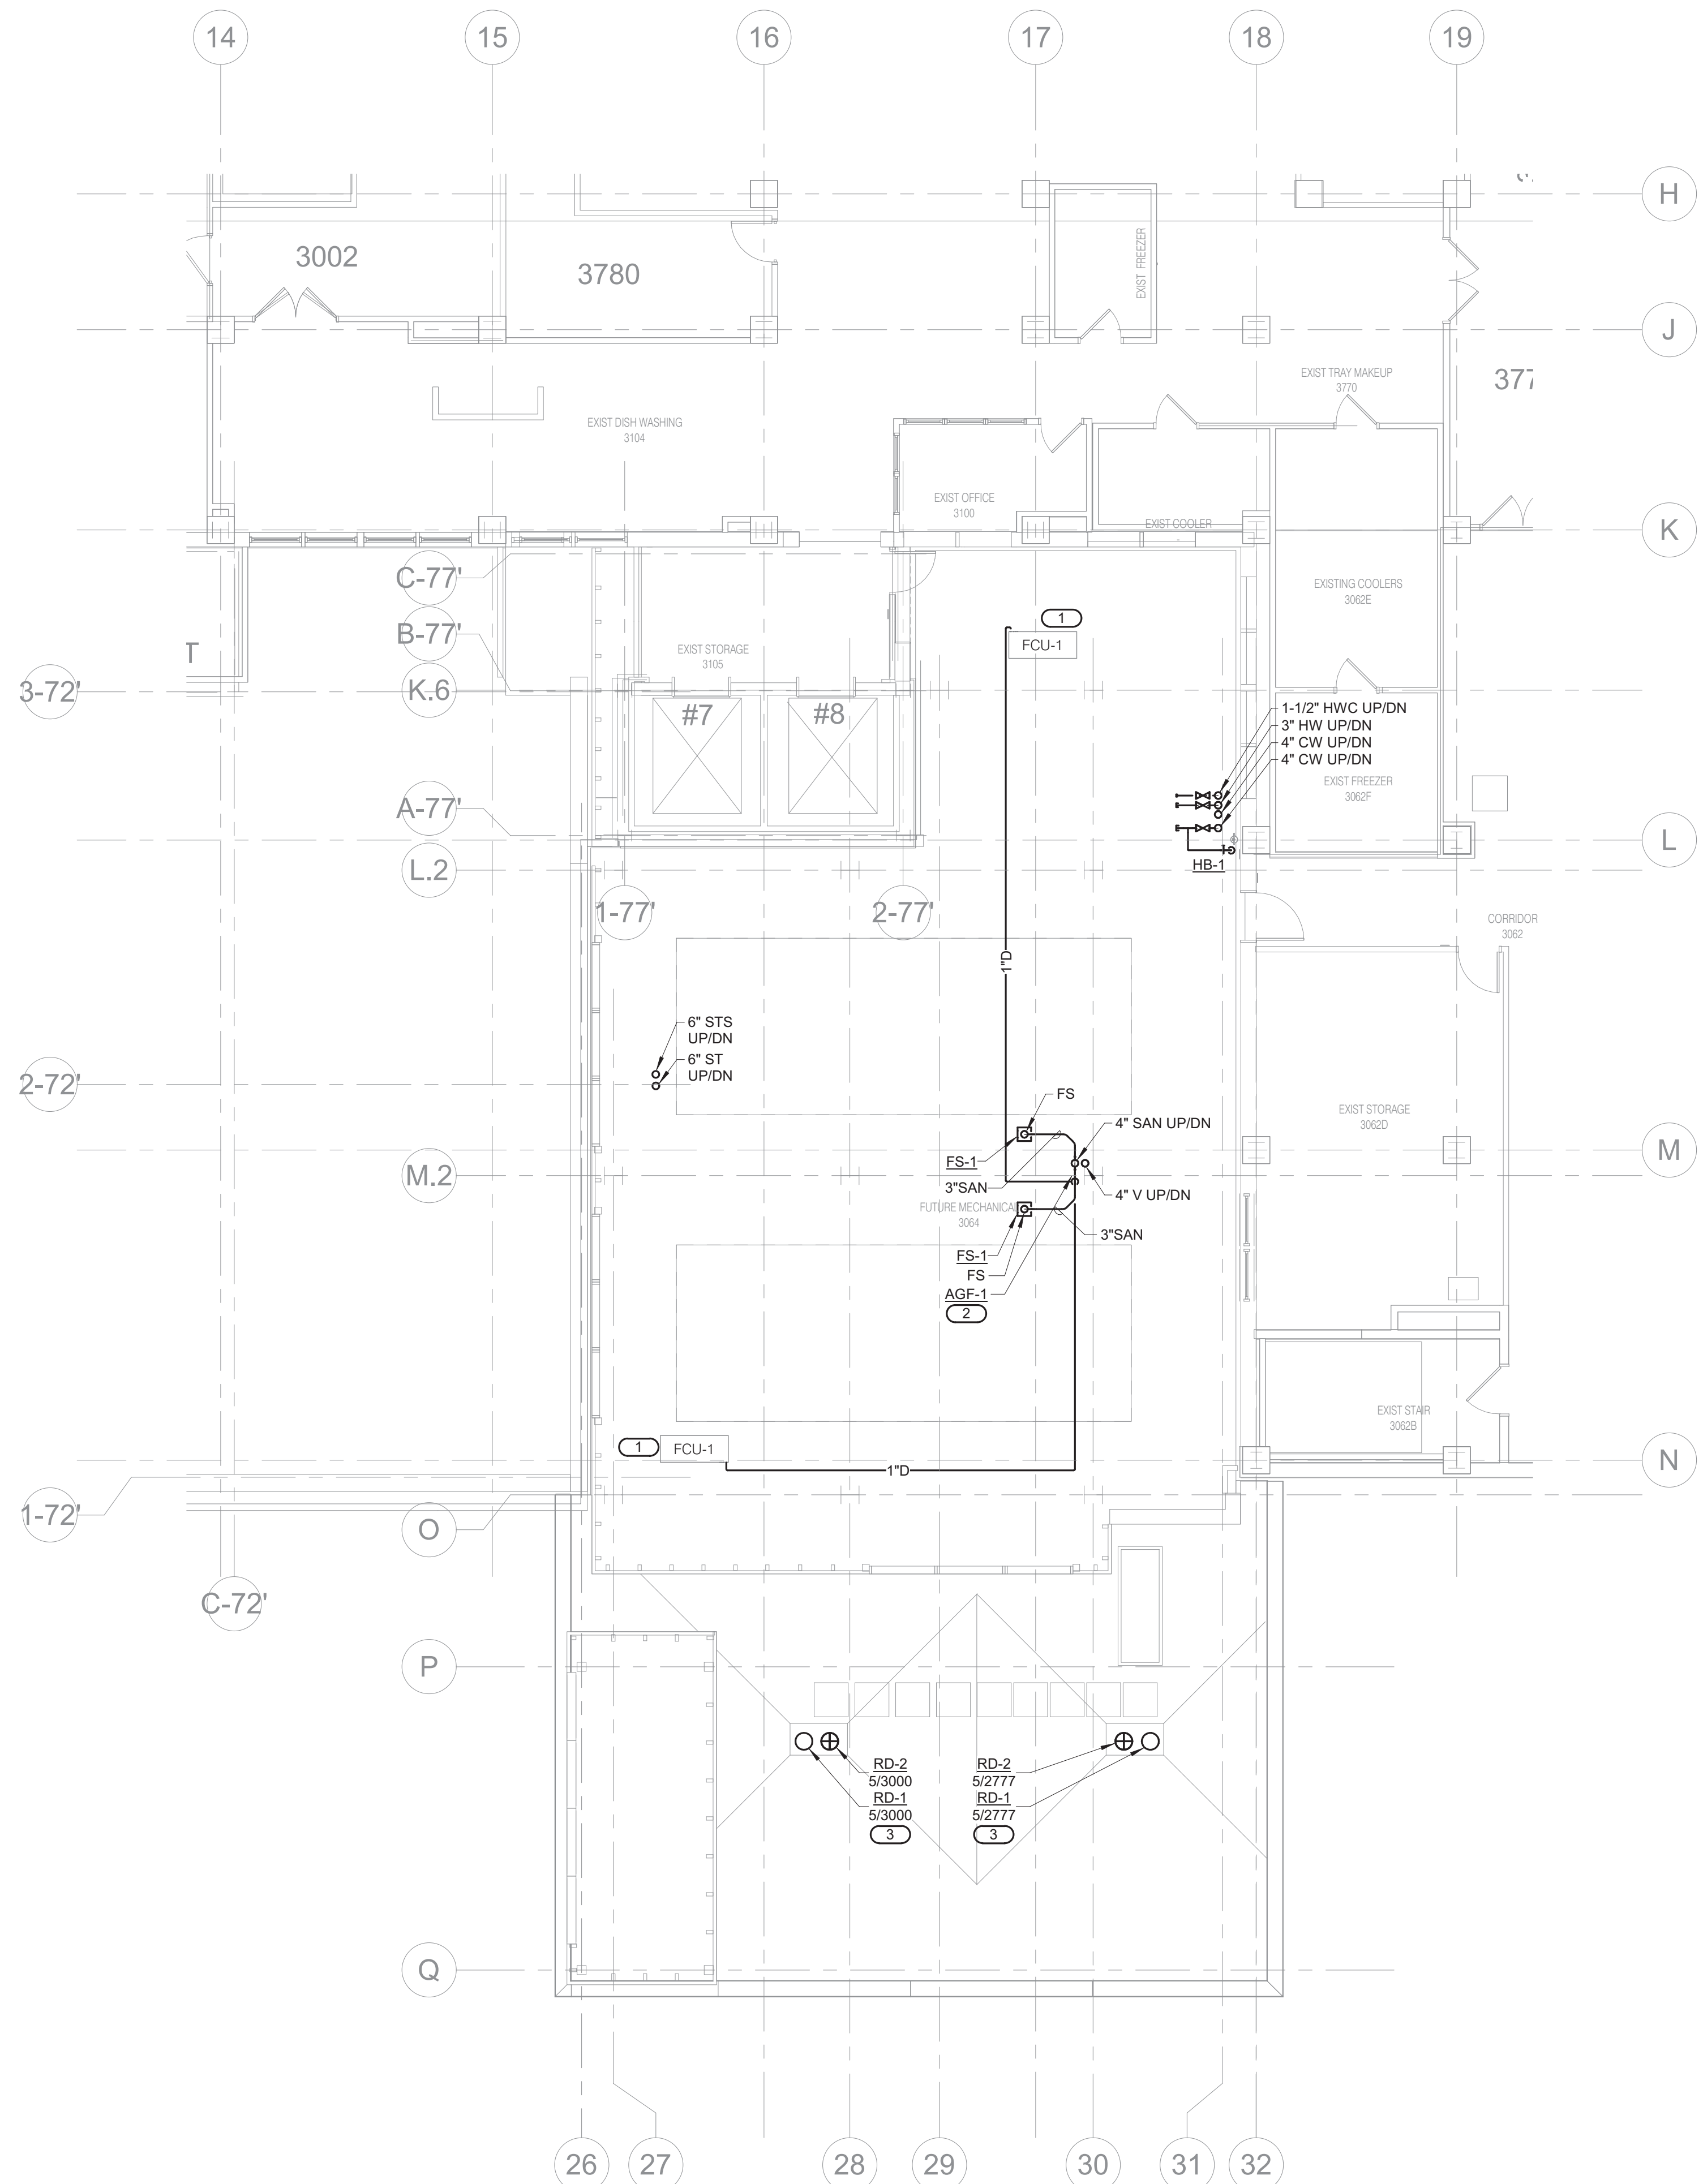 14
15
16
17
18
19
H
3002
3780
EXIST FREEZER
J
EXIST TRAY MAKEUP
3770
377
EXIST DISH WASHING
3104
EXIST OFFICE
3100
EXIST COOLER
K
C-77'
EXISTING COOLERS
3062E
1
FCU-1
B-77'
T
EXIST STORAGE
3105
3-72'
K.6
#7
#8
1-1/2" HWC UP/DN
3" HW UP/DN
4" CW UP/DN
4" CW UP/DN
EXIST FREEZER
3062F
A-77'
L
HB-1
L.2
1-77'
2-77'
CORRIDOR
3062
1"D
6" STS
UP/DN
6" ST
UP/DN
2-72'
FS
EXIST STORAGE
3062D
4" SAN UP/DN
M
FS-1
M.2
3"SAN
4" V UP/DN
FUTURE MECHANICAL
3064
3"SAN
FS-1
FS
AGF-1
2
EXIST STAIR
3062B
1
FCU-1
N
1"D
1-72'
O
C-72'
P
RD-2
5/3000
RD-1
5/3000
3
RD-2
5/2777
RD-1
5/2777
3
Q
26
27
28
29
30
31
32